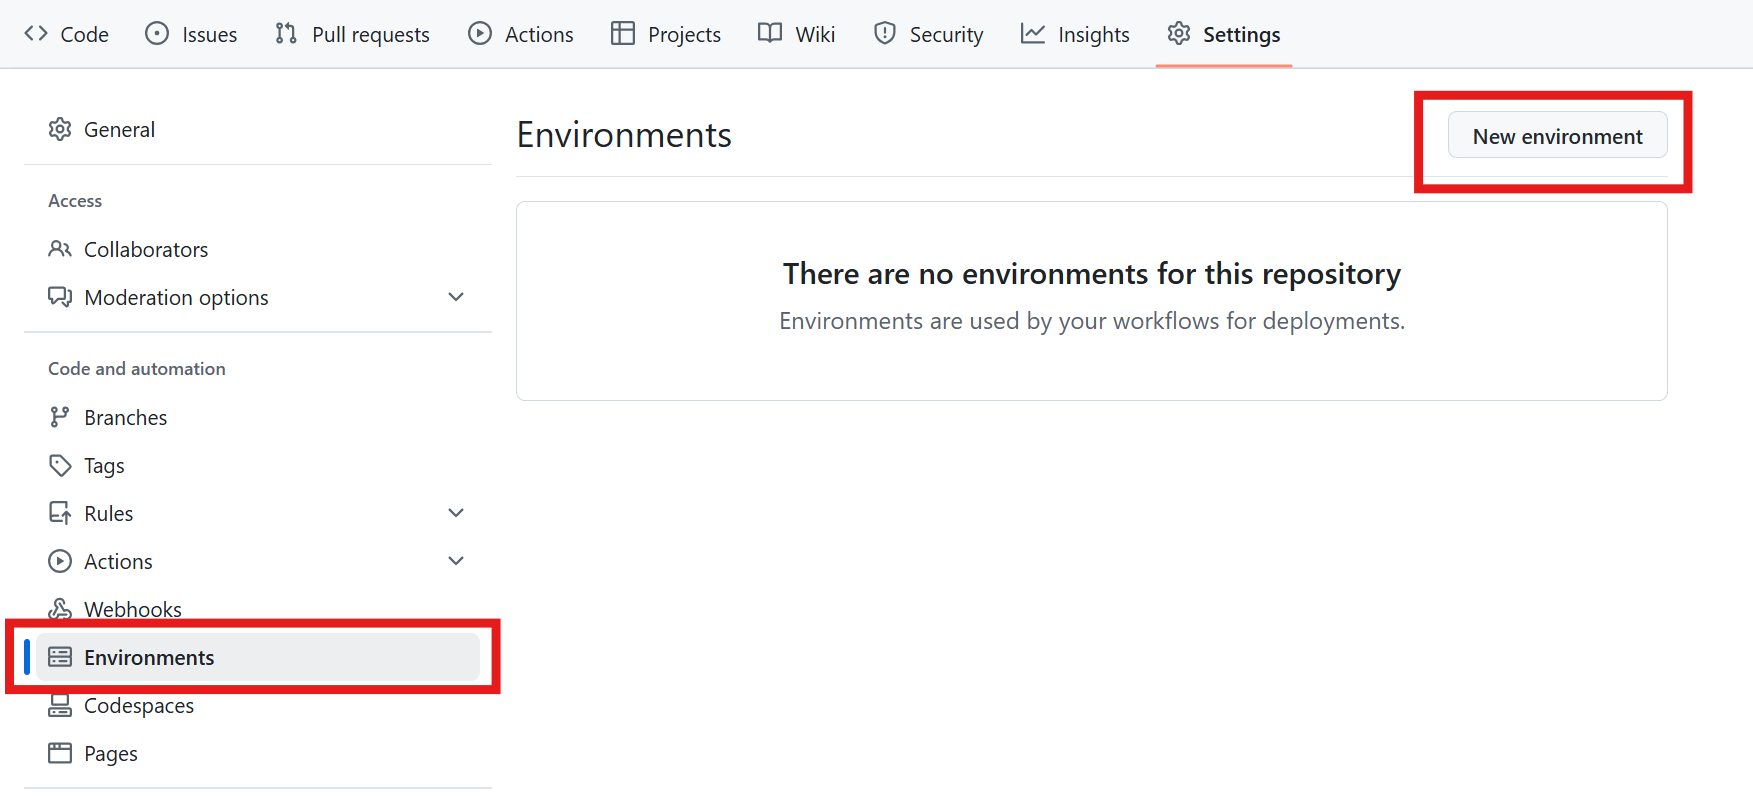 Code Issues Pull requests Actions Projects Wiki Security Insights Settings
General
Access
Collaborators
Moderation options
Code and automation
Branches
Tags
Rules
Actions
Webhooks
Environments
Codespaces
Pages
Environments
New environment
There are no environments for this repository
Environments are used by your workflows for deployments.